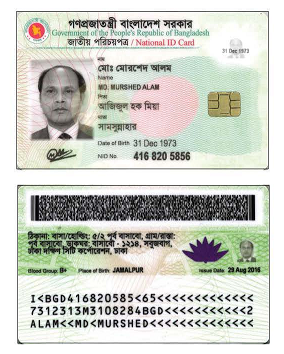 গণপ্রজাতন্ত্রী বাংলাদেশ সরকার
Government of the People's Republic of Bangladesh
জাতীয় পরিচয়পত্র / National ID Card
31 Dec 1973
নাম
মোঃ মোরশেদ আলম
Name
MD. MURSHED ALAM
পিতা
আজিজুল হক মিয়া
মাতা
সামসুন্নাহার
Date of Birth 31 Dec 1973
NID No. 416 820 5856
ঠিকানা: বাসা/হোল্ডিং: ৫/২ পূর্ব বাসাবো, গ্রাম/রাস্তা:
পূর্ব বাসাবো, ডাকঘর: বাসাবো - ১২১৪, সবুজবাগ,
ঢাকা দক্ষিণ সিটি কর্পোরেশন, ঢাকা
Blood Group: B+ Place of Birth: JAMALPUR Issue Date: 29 Aug 2016
I<BGD416820585<65<<<<<<<<<<<<<
7312313M3108284BGD<<<<<<<<<<<2
ALAM<<MD<MURSHED<<<<<<<<<<<<<<